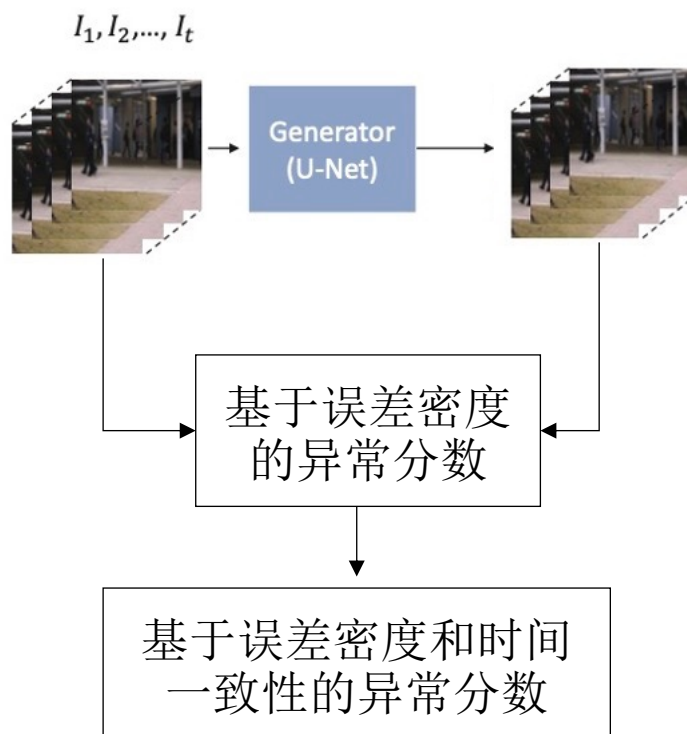 I₁, I₂,..., Iₜ
Generator
(U-Net)
基于误差密度
的异常分数
基于误差密度和时间
一致性的异常分数